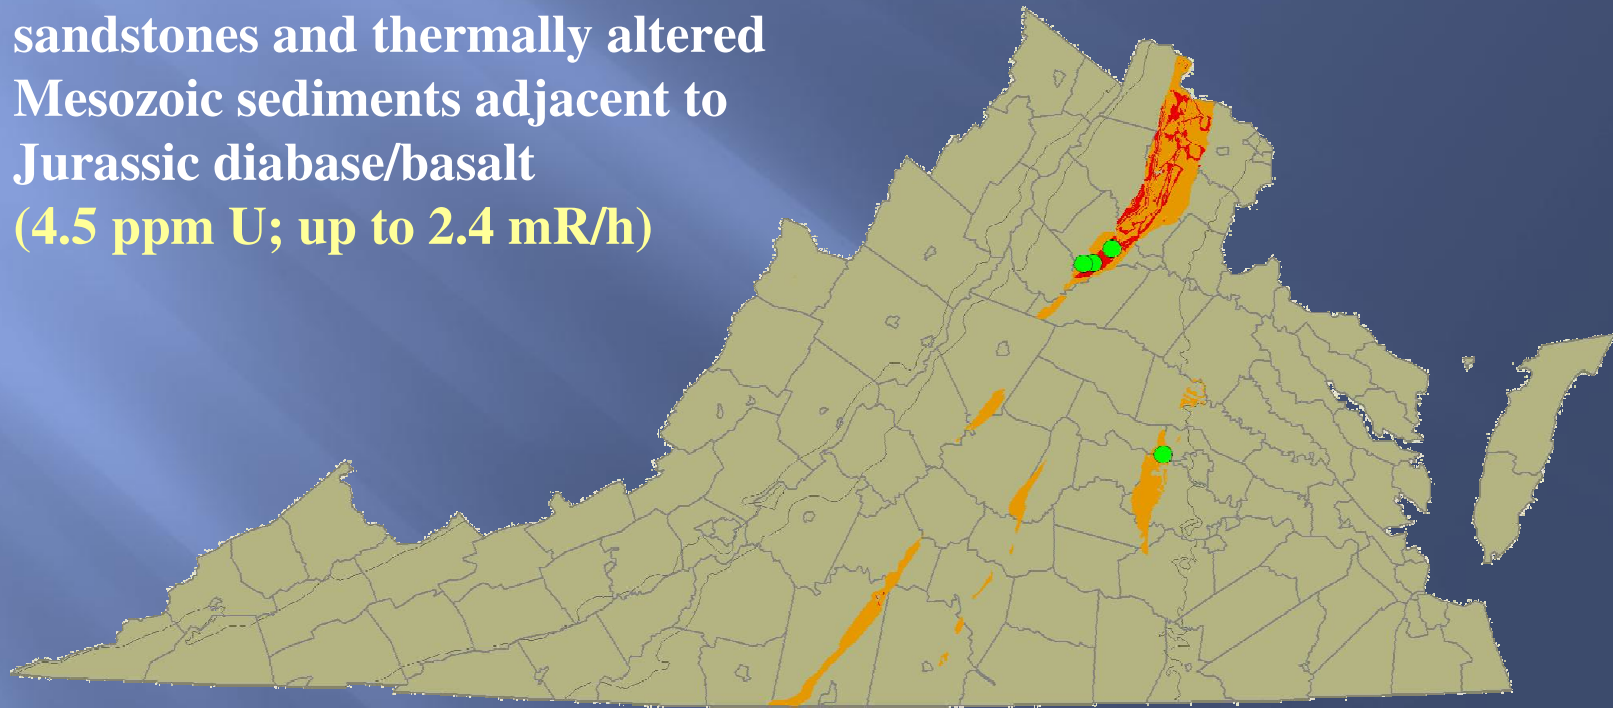 sandstones and thermally altered
Mesozoic sediments adjacent to
Jurassic diabase/basalt
(4.5 ppm U; up to 2.4 mR/h)